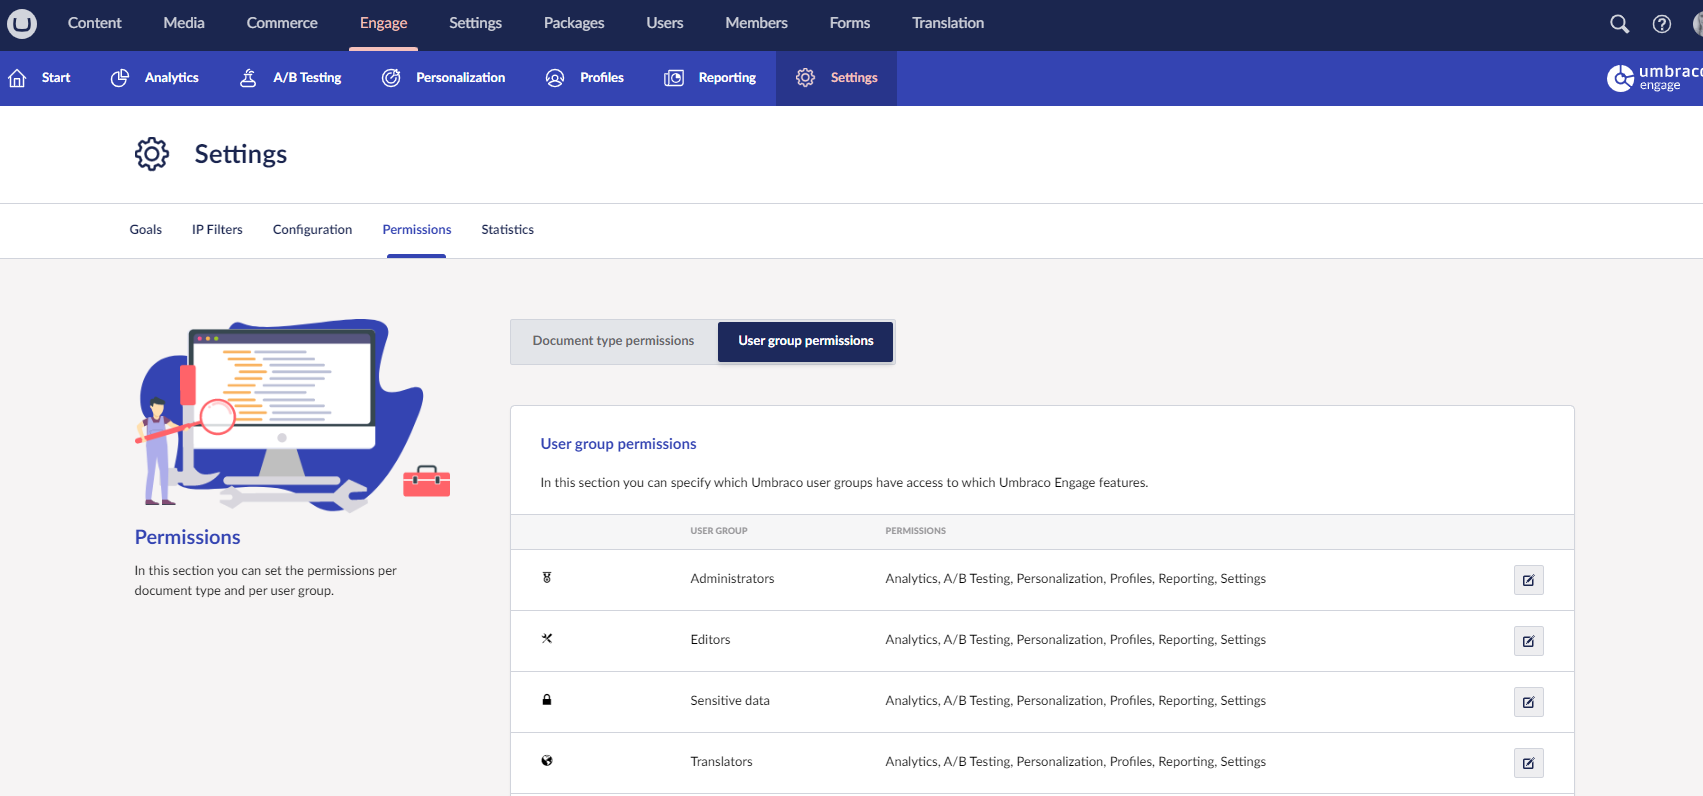 Content Media Commerce Engage Settings Packages Users Members Forms Translation
Start Analytics A/B Testing Personalization Profiles Reporting Settings
engage
Settings
Goals IP Filters Configuration Permissions Statistics
Document type permissions User group permissions
User group permissions
In this section you can specify which Umbraco user groups have access to which Umbraco Engage features.
USER GROUP PERMISSIONS
Administrators Analytics, A/B Testing, Personalization, Profiles, Reporting, Settings
Editors Analytics, A/B Testing, Personalization, Profiles, Reporting, Settings
Sensitive data Analytics, A/B Testing, Personalization, Profiles, Reporting, Settings
Translators Analytics, A/B Testing, Personalization, Profiles, Reporting, Settings
Permissions
In this section you can set the permissions per
document type and per user group.